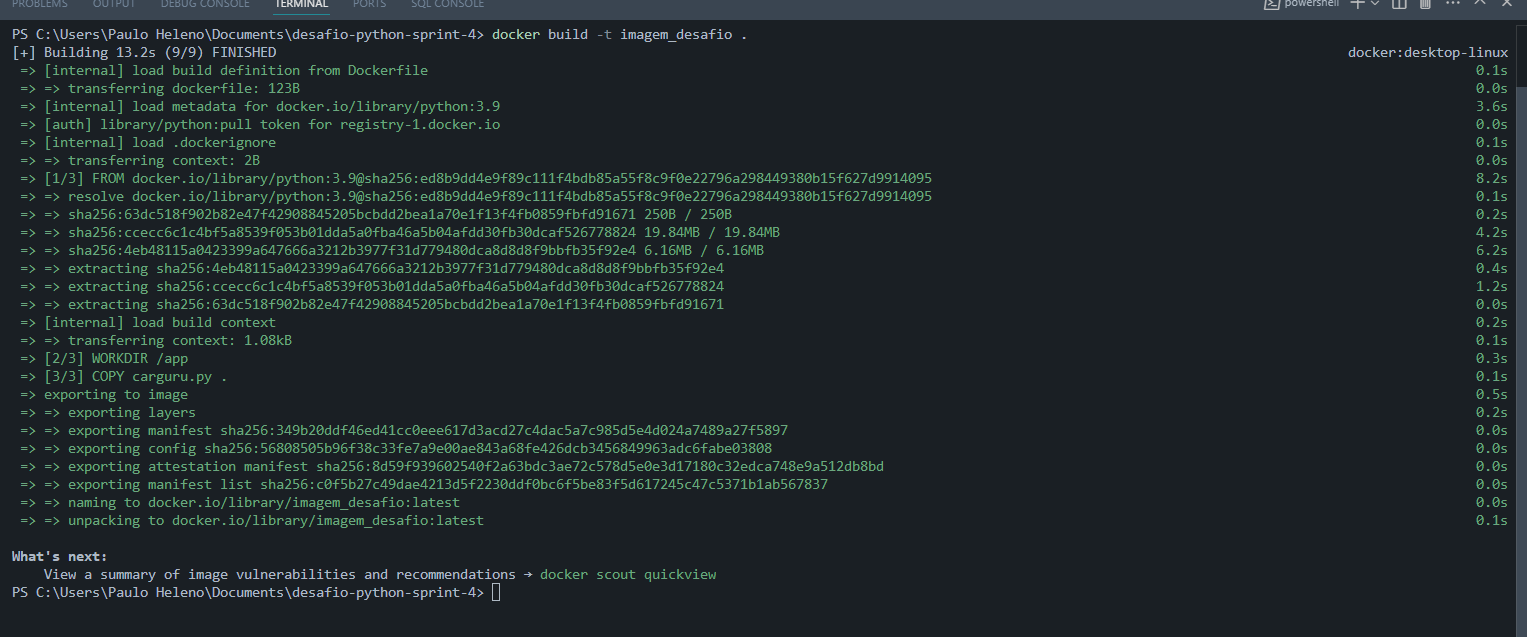 PROBLEMS OUTPUT DEBUG CONSOLE TERMINAL PORTS SQL CONSOLE powershell
PS C:\Users\Paulo Heleno\Documents\desafio-python-sprint-4> docker build -t imagem_desafio .
[+] Building 13.2s (9/9) FINISHED docker:desktop-linux
=> [internal] load build definition from Dockerfile 0.1s
=> => transferring dockerfile: 123B 0.0s
=> [internal] load metadata for docker.io/library/python:3.9 3.6s
=> [auth] library/python:pull token for registry-1.docker.io 0.0s
=> [internal] load .dockerignore 0.1s
=> => transferring context: 2B 0.0s
=> [1/3] FROM docker.io/library/python:3.9@sha256:ed8b9dd4e9f89c111f4bdb85a55f8c9f0e22796a298449380b15f627d9914095 8.2s
=> => resolve docker.io/library/python:3.9@sha256:ed8b9dd4e9f89c111f4bdb85a55f8c9f0e22796a298449380b15f627d9914095 0.1s
=> => sha256:63dc518f902b82e47f42908845205bcbdd2bea1a70e1f13f4fb0859fbfd91671 250B / 250B 0.2s
=> => sha256:ccecc6c1c4bf5a8539f053b01dda5a0fba46a5b04afdd30fb30dcaf526778824 19.84MB / 19.84MB 4.2s
=> => sha256:4eb48115a0423399a647666a3212b3977f31d779480dca8d8d8f9bbfb35f92e4 6.16MB / 6.16MB 6.2s
=> => extracting sha256:4eb48115a0423399a647666a3212b3977f31d779480dca8d8d8f9bbfb35f92e4 0.4s
=> => extracting sha256:ccecc6c1c4bf5a8539f053b01dda5a0fba46a5b04afdd30fb30dcaf526778824 1.2s
=> => extracting sha256:63dc518f902b82e47f42908845205bcbdd2bea1a70e1f13f4fb0859fbfd91671 0.0s
=> [internal] load build context 0.2s
=> => transferring context: 1.08kB 0.1s
=> [2/3] WORKDIR /app 0.3s
=> [3/3] COPY carguru.py . 0.1s
=> exporting to image 0.5s
=> => exporting layers 0.2s
=> => exporting manifest sha256:349b20ddf46ed41cc0eee617d3acd27c4dac5a7c985d5e4d024a7489a27f5897 0.0s
=> => exporting config sha256:56808505b96f38c33fe7a9e00ae843a68fe426dcb3456849963adc6fabe03808 0.0s
=> => exporting attestation manifest sha256:8d59f939602540f2a63bdc3ae72c578d5e0e3d17180c32edca748e9a512db8bd 0.0s
=> => exporting manifest list sha256:c0f5b27c49dae4213d5f2230ddf0bc6f5be83f5d617245c47c5371b1ab567837 0.0s
=> => naming to docker.io/library/imagem_desafio:latest 0.0s
=> => unpacking to docker.io/library/imagem_desafio:latest 0.1s
What's next:
View a summary of image vulnerabilities and recommendations → docker scout quickview
PS C:\Users\Paulo Heleno\Documents\desafio-python-sprint-4>